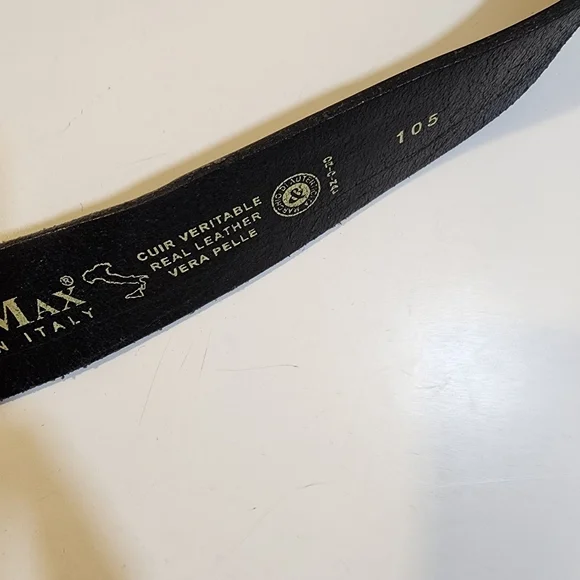 MAX®
N ITALY
CUIR VERITABLE
REAL LEATHER
VERA PELLE
105